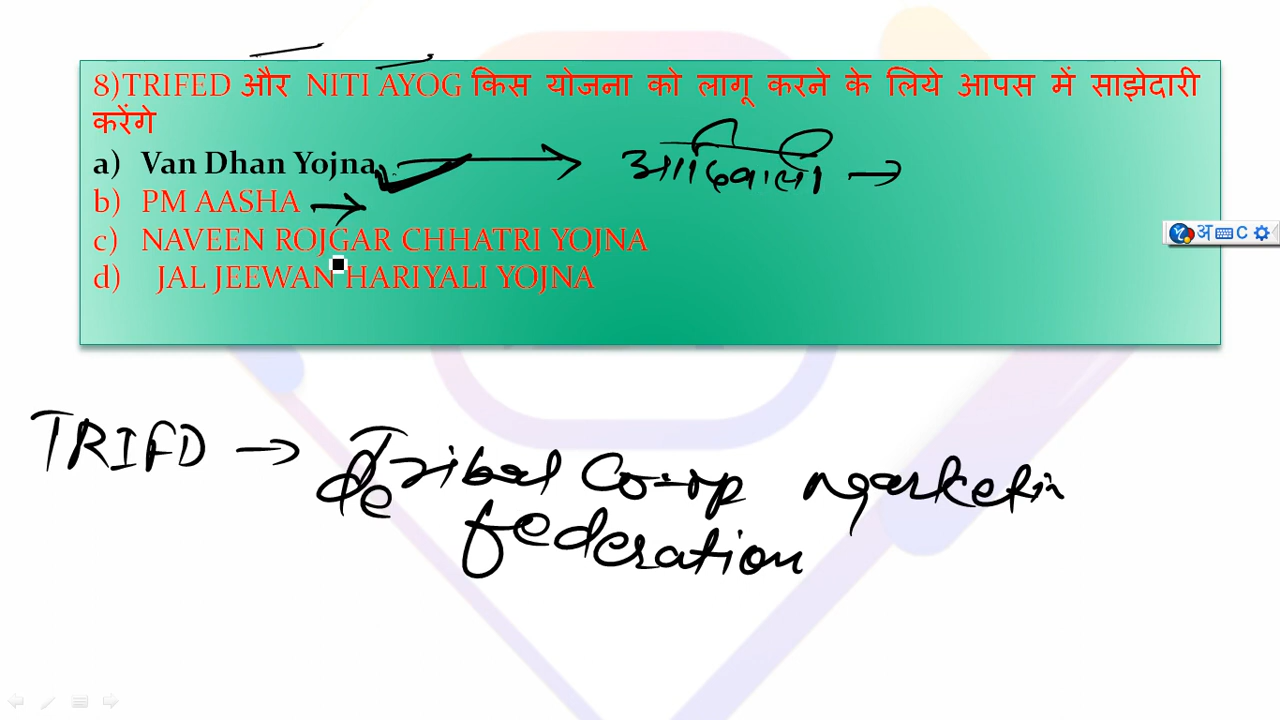 8)TRIFED और NITI AYOG किस योजना को लागू करने के लिये आपस में साझेदारी
करेंगे
a) Van Dhan Yojna
आदिवासी
b) PM AASHA
c) NAVEEN ROJGAR CHHATRI YOJNA
d) JAL JEEWAN HARIYALI YOJNA
अ C
TRIFD → Tribal Co-op marketin
de federation